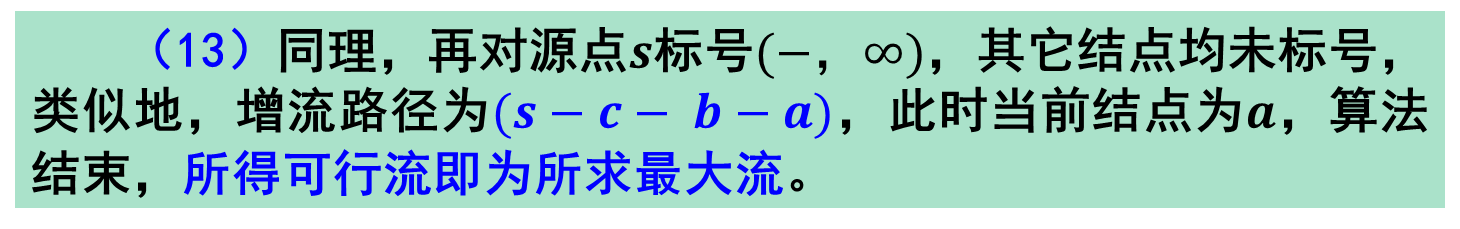 （13）同理，再对源点s标号(−，∞)，其它结点均未标号，
类似地，增流路径为(s − c − b − a)，此时当前结点为a，算法
结束，所得可行流即为所求最大流。